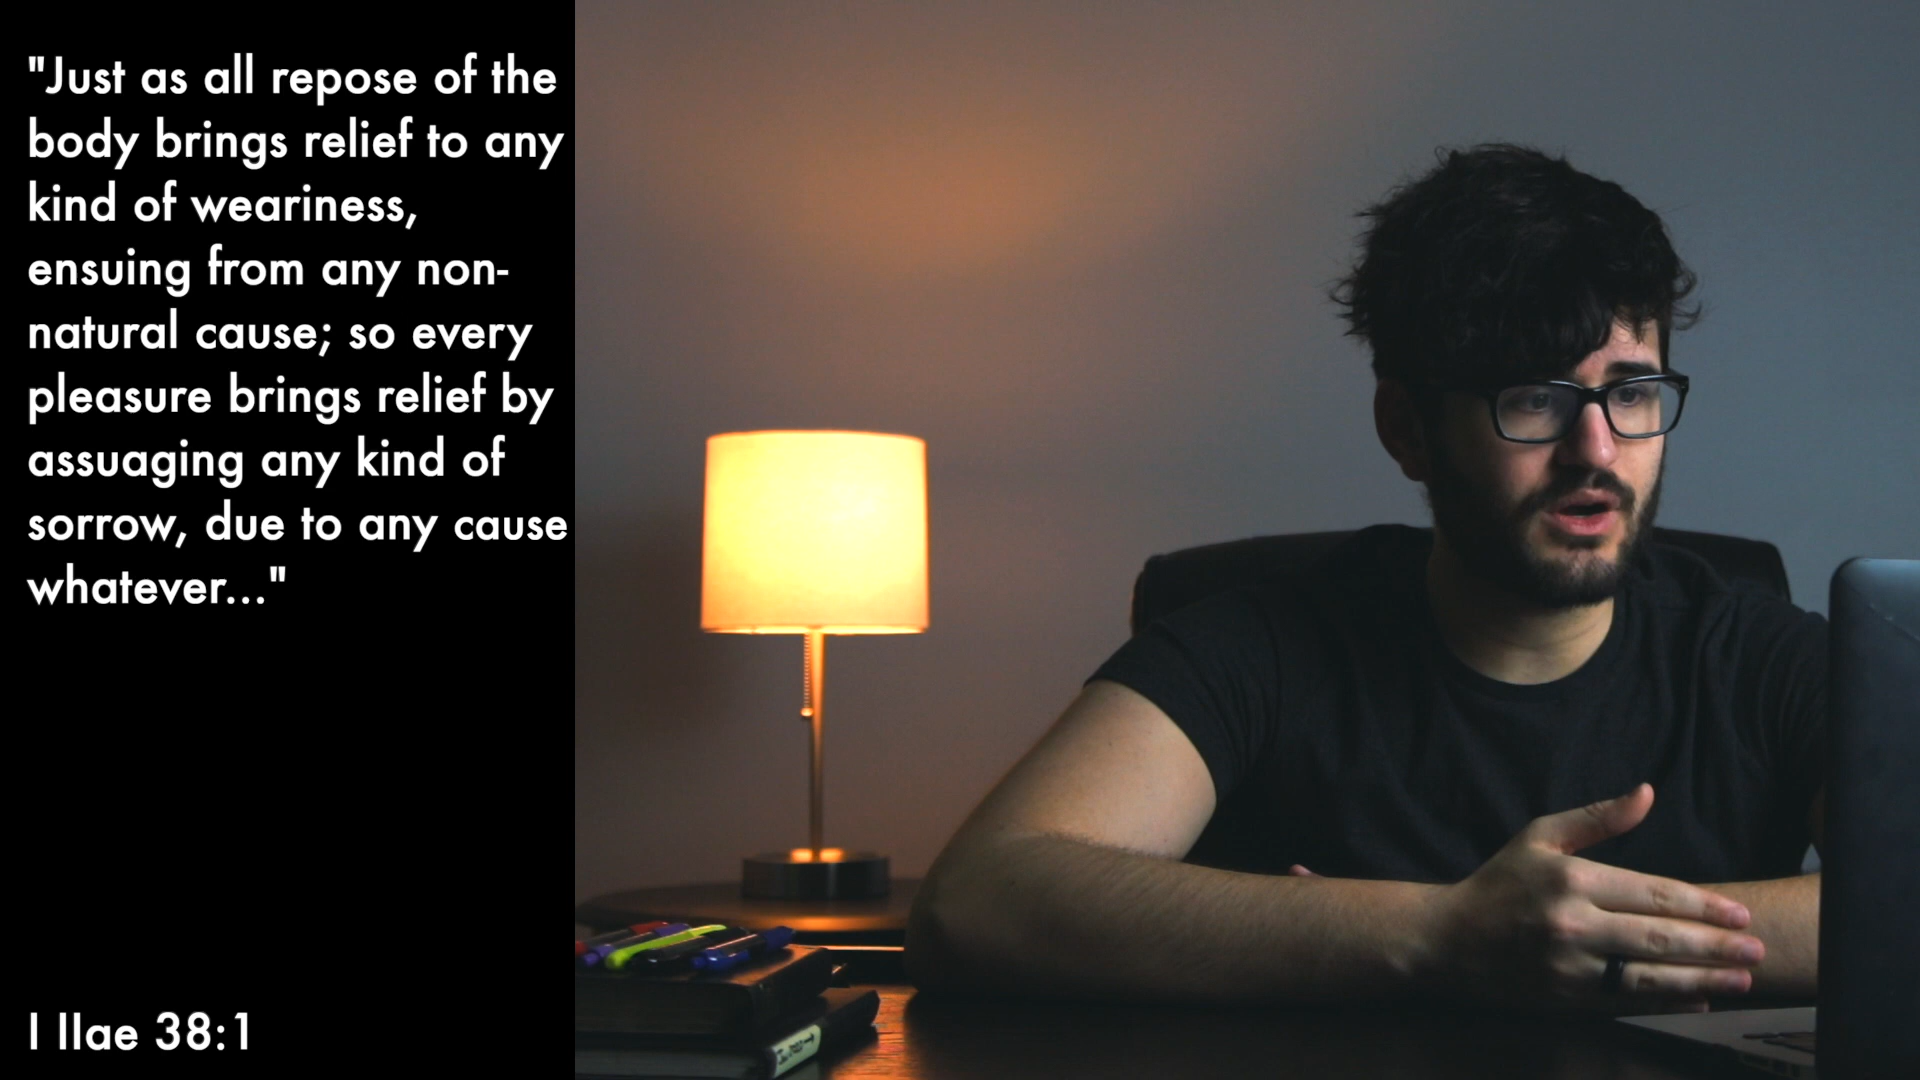 "Just as all repose of the
body brings relief to any
kind of weariness,
ensuing from any non-
natural cause; so every
pleasure brings relief by
assuaging any kind of
sorrow, due to any cause
whatever..."
I IIae 38:1